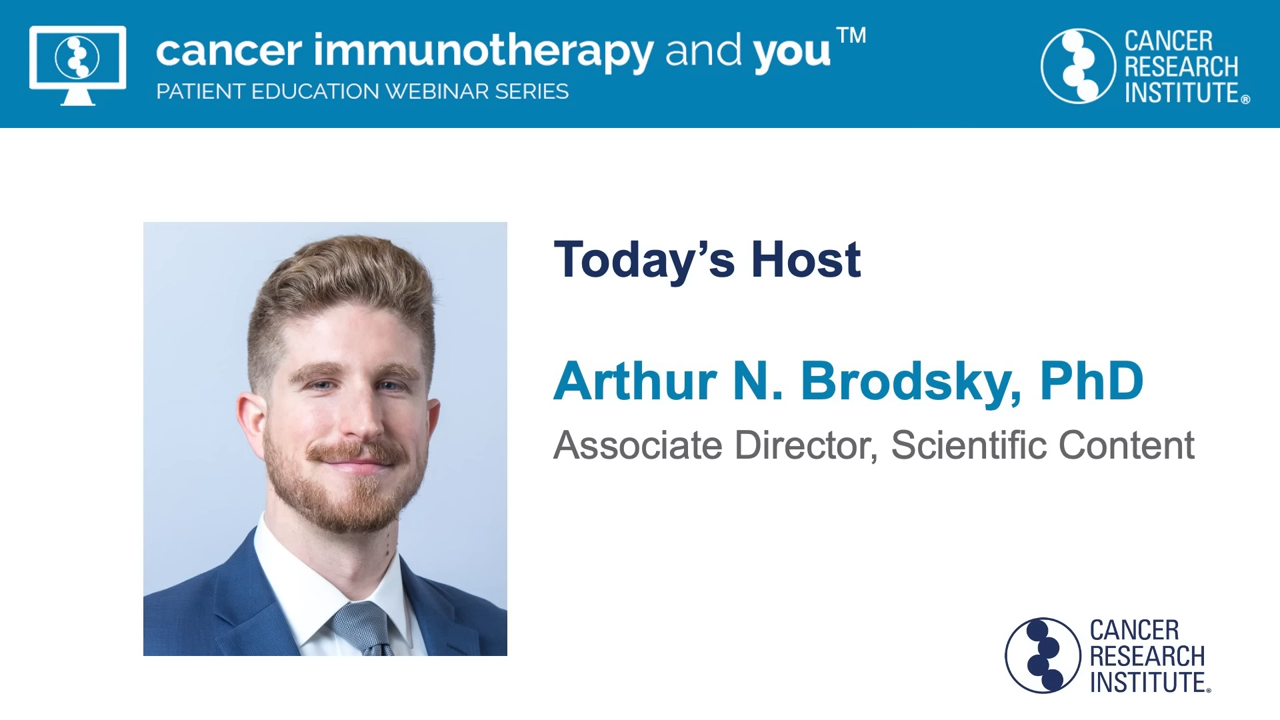 cancer immunotherapy and you™
PATIENT EDUCATION WEBINAR SERIES
CANCER
RESEARCH
INSTITUTE®
Today’s Host
Arthur N. Brodsky, PhD
Associate Director, Scientific Content
CANCER
RESEARCH
INSTITUTE®